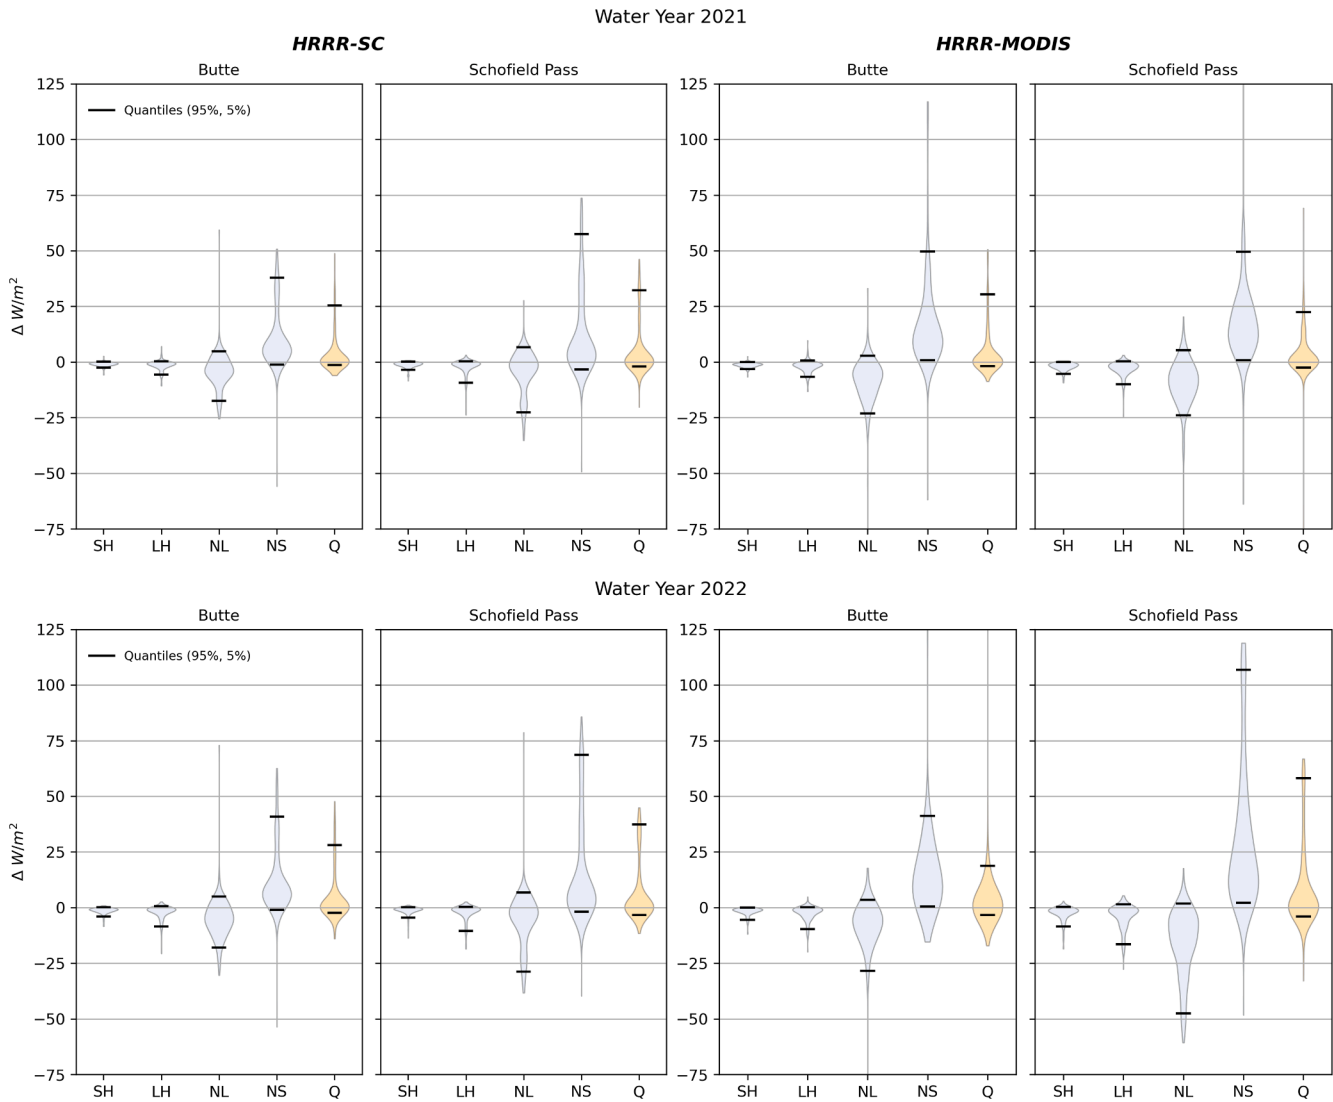 Water Year 2021
HRRR-SC
HRRR-MODIS
Butte
Schofield Pass
Butte
Schofield Pass
Quantiles (95%, 5%)
125
100
75
50
25
0
−25
−50
−75
Δ W/m²
SH LH NL NS Q
SH LH NL NS Q
125
100
75
50
25
0
−25
−50
−75
SH LH NL NS Q
SH LH NL NS Q
Water Year 2022
Butte
Schofield Pass
Butte
Schofield Pass
Quantiles (95%, 5%)
125
100
75
50
25
0
−25
−50
−75
Δ W/m²
SH LH NL NS Q
SH LH NL NS Q
125
100
75
50
25
0
−25
−50
−75
SH LH NL NS Q
SH LH NL NS Q